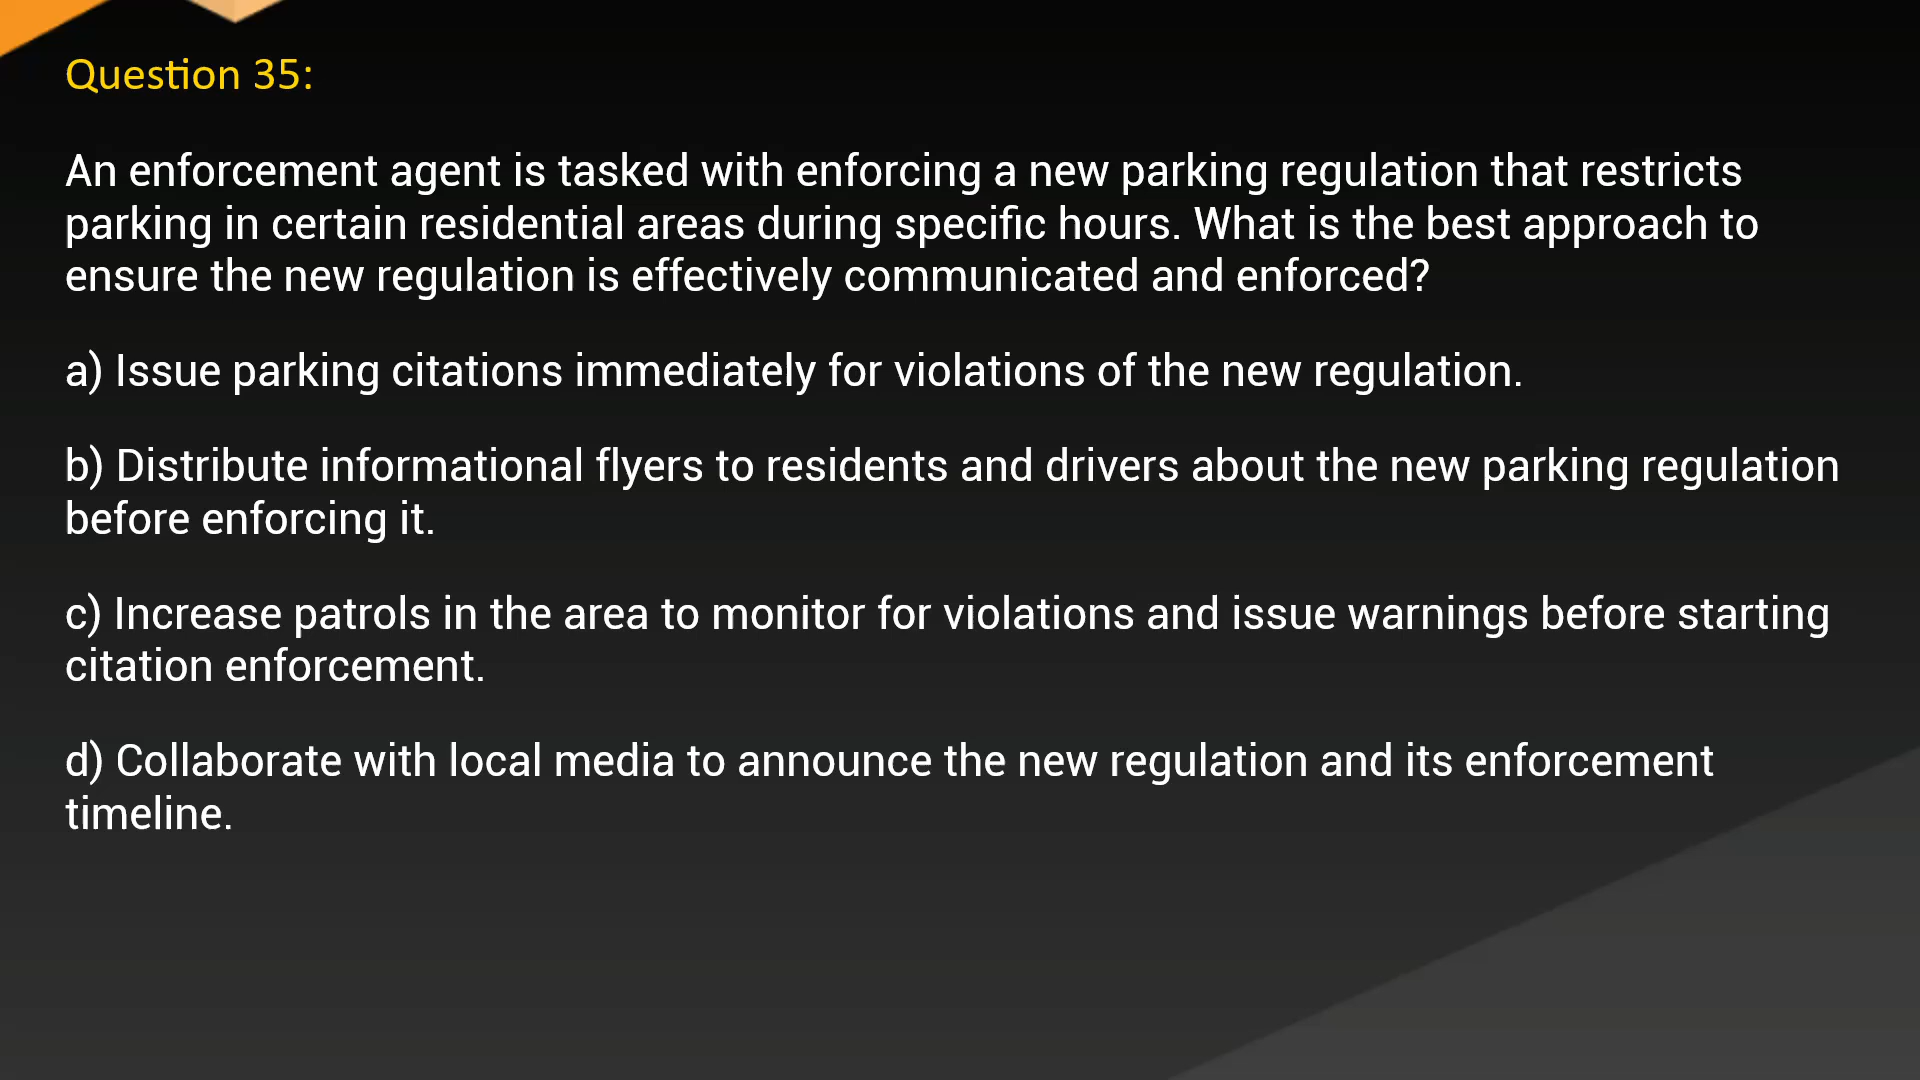 Question 35:
An enforcement agent is tasked with enforcing a new parking regulation that restricts
parking in certain residential areas during specific hours. What is the best approach to
ensure the new regulation is effectively communicated and enforced?
a) Issue parking citations immediately for violations of the new regulation.
b) Distribute informational flyers to residents and drivers about the new parking regulation
before enforcing it.
c) Increase patrols in the area to monitor for violations and issue warnings before starting
citation enforcement.
d) Collaborate with local media to announce the new regulation and its enforcement
timeline.